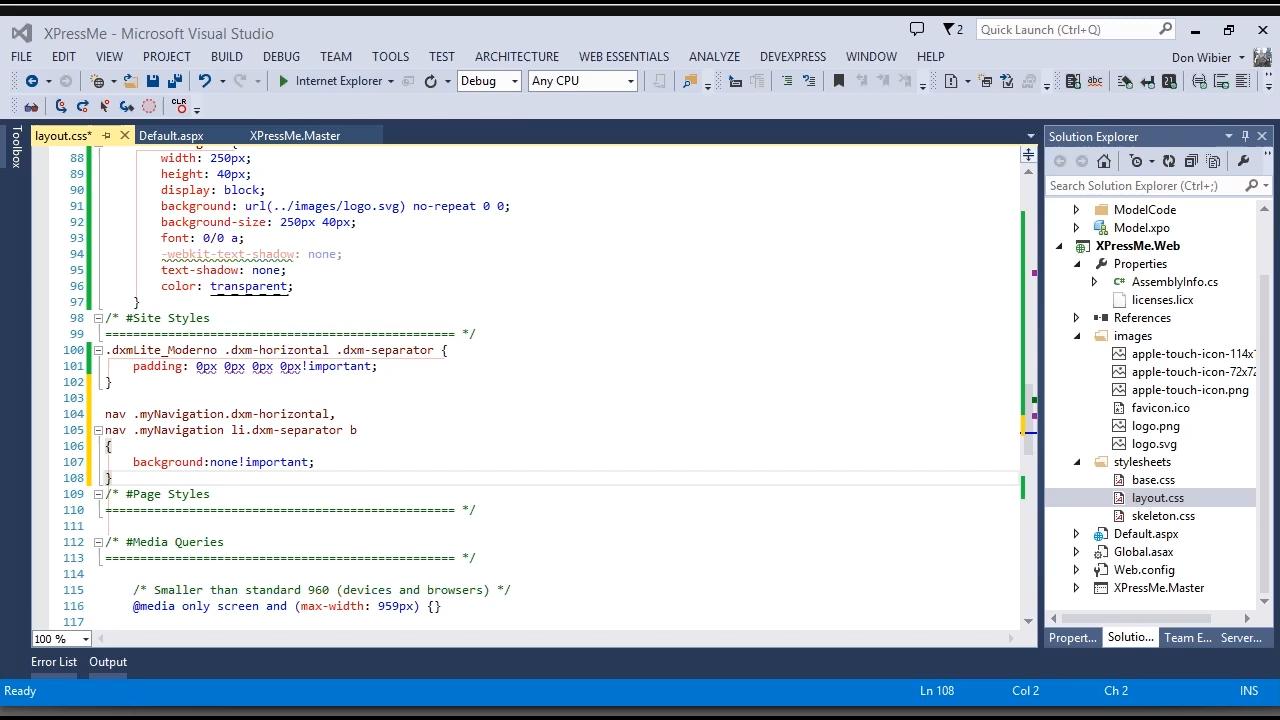 XPressMe - Microsoft Visual Studio
2
Quick Launch (Ctrl+Q)
FILE EDIT VIEW PROJECT BUILD DEBUG TEAM TOOLS TEST ARCHITECTURE WEB ESSENTIALS ANALYZE DEVEXPRESS WINDOW HELP
Don Wibier
Internet Explorer Debug Any CPU
CLR
Toolbox
layout.css* Default.aspx XPressMe.Master
88 width: 250px;
89 height: 40px;
90 display: block;
91 background: url(../images/logo.svg) no-repeat 0 0;
92 background-size: 250px 40px;
93 font: 0/0 a;
94 -webkit-text-shadow: none;
95 text-shadow: none;
96 color: transparent;
97 }
98 /* #Site Styles
99 ================================================== */
100 .dxmLite_Moderno .dxm-horizontal .dxm-separator {
101 padding: 0px 0px 0px 0px!important;
102 }
103
104 nav .myNavigation.dxm-horizontal,
105 nav .myNavigation li.dxm-separator b
106 {
107 background:none!important;
108 }
109 /* #Page Styles
110 ================================================== */
111
112 /* #Media Queries
113 ================================================== */
114
115 /* Smaller than standard 960 (devices and browsers) */
116 @media only screen and (max-width: 959px) {}
117
100 %
Solution Explorer
Search Solution Explorer (Ctrl+;)
ModelCode
Model.xpo
XPressMe.Web
Properties
AssemblyInfo.cs
licenses.licx
References
images
apple-touch-icon-114x1
apple-touch-icon-72x72
apple-touch-icon.png
favicon.ico
logo.png
logo.svg
stylesheets
base.css
layout.css
skeleton.css
Default.aspx
Global.asax
Web.config
XPressMe.Master
Propert... Solutio... Team E... Server...
Error List Output
Ready Ln 108 Col 2 Ch 2 INS